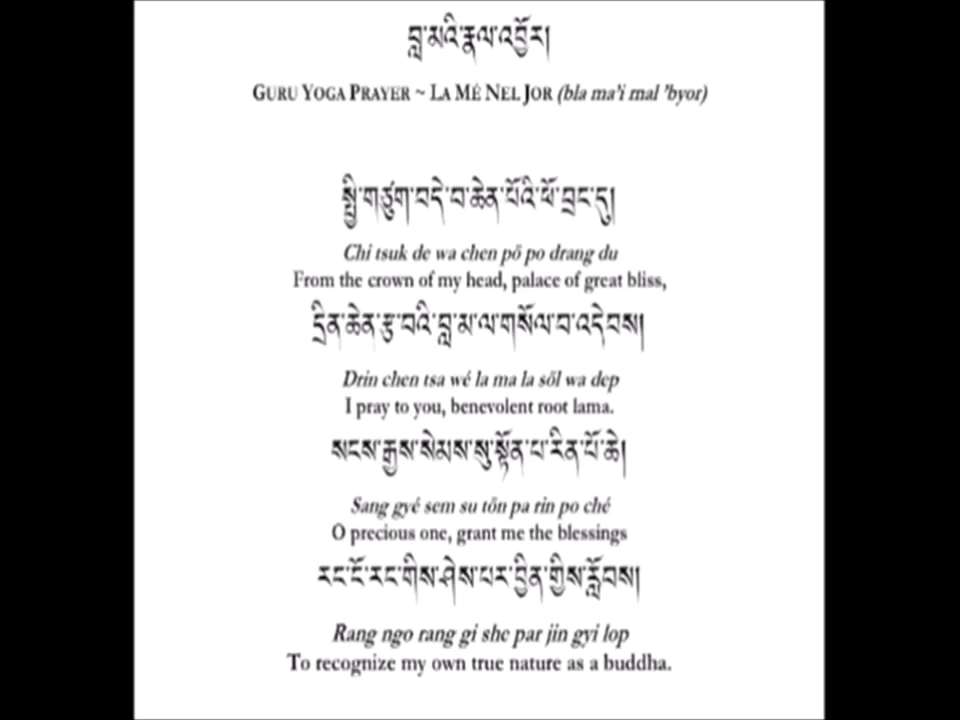 བླ་མའི་རྣལ་འབྱོར།
GURU YOGA PRAYER ~ LA MÉ NEL JOR (bla ma'i rnal 'byor)
སྤྱི་གཙུག་བདེ་བ་ཆེན་པོའི་ཕོ་བྲང་དུ།
Chi tsuk de wa chen pö po drang du
From the crown of my head, palace of great bliss,
དྲིན་ཆེན་རྩ་བའི་བླ་མ་ལ་གསོལ་བ་འདེབས།
Drin chen tsa wé la ma la söl wa dep
I pray to you, benevolent root lama.
སངས་རྒྱས་སེམས་སུ་སྟོན་པ་རིན་པོ་ཆེ།
Sang gyé sem su tön pa rin po ché
O precious one, grant me the blessings
རང་ངོ་རང་གིས་ཤེས་པར་བྱིན་གྱིས་རློབས།
Rang ngo rang gi she par jin gyi lop
To recognize my own true nature as a buddha.